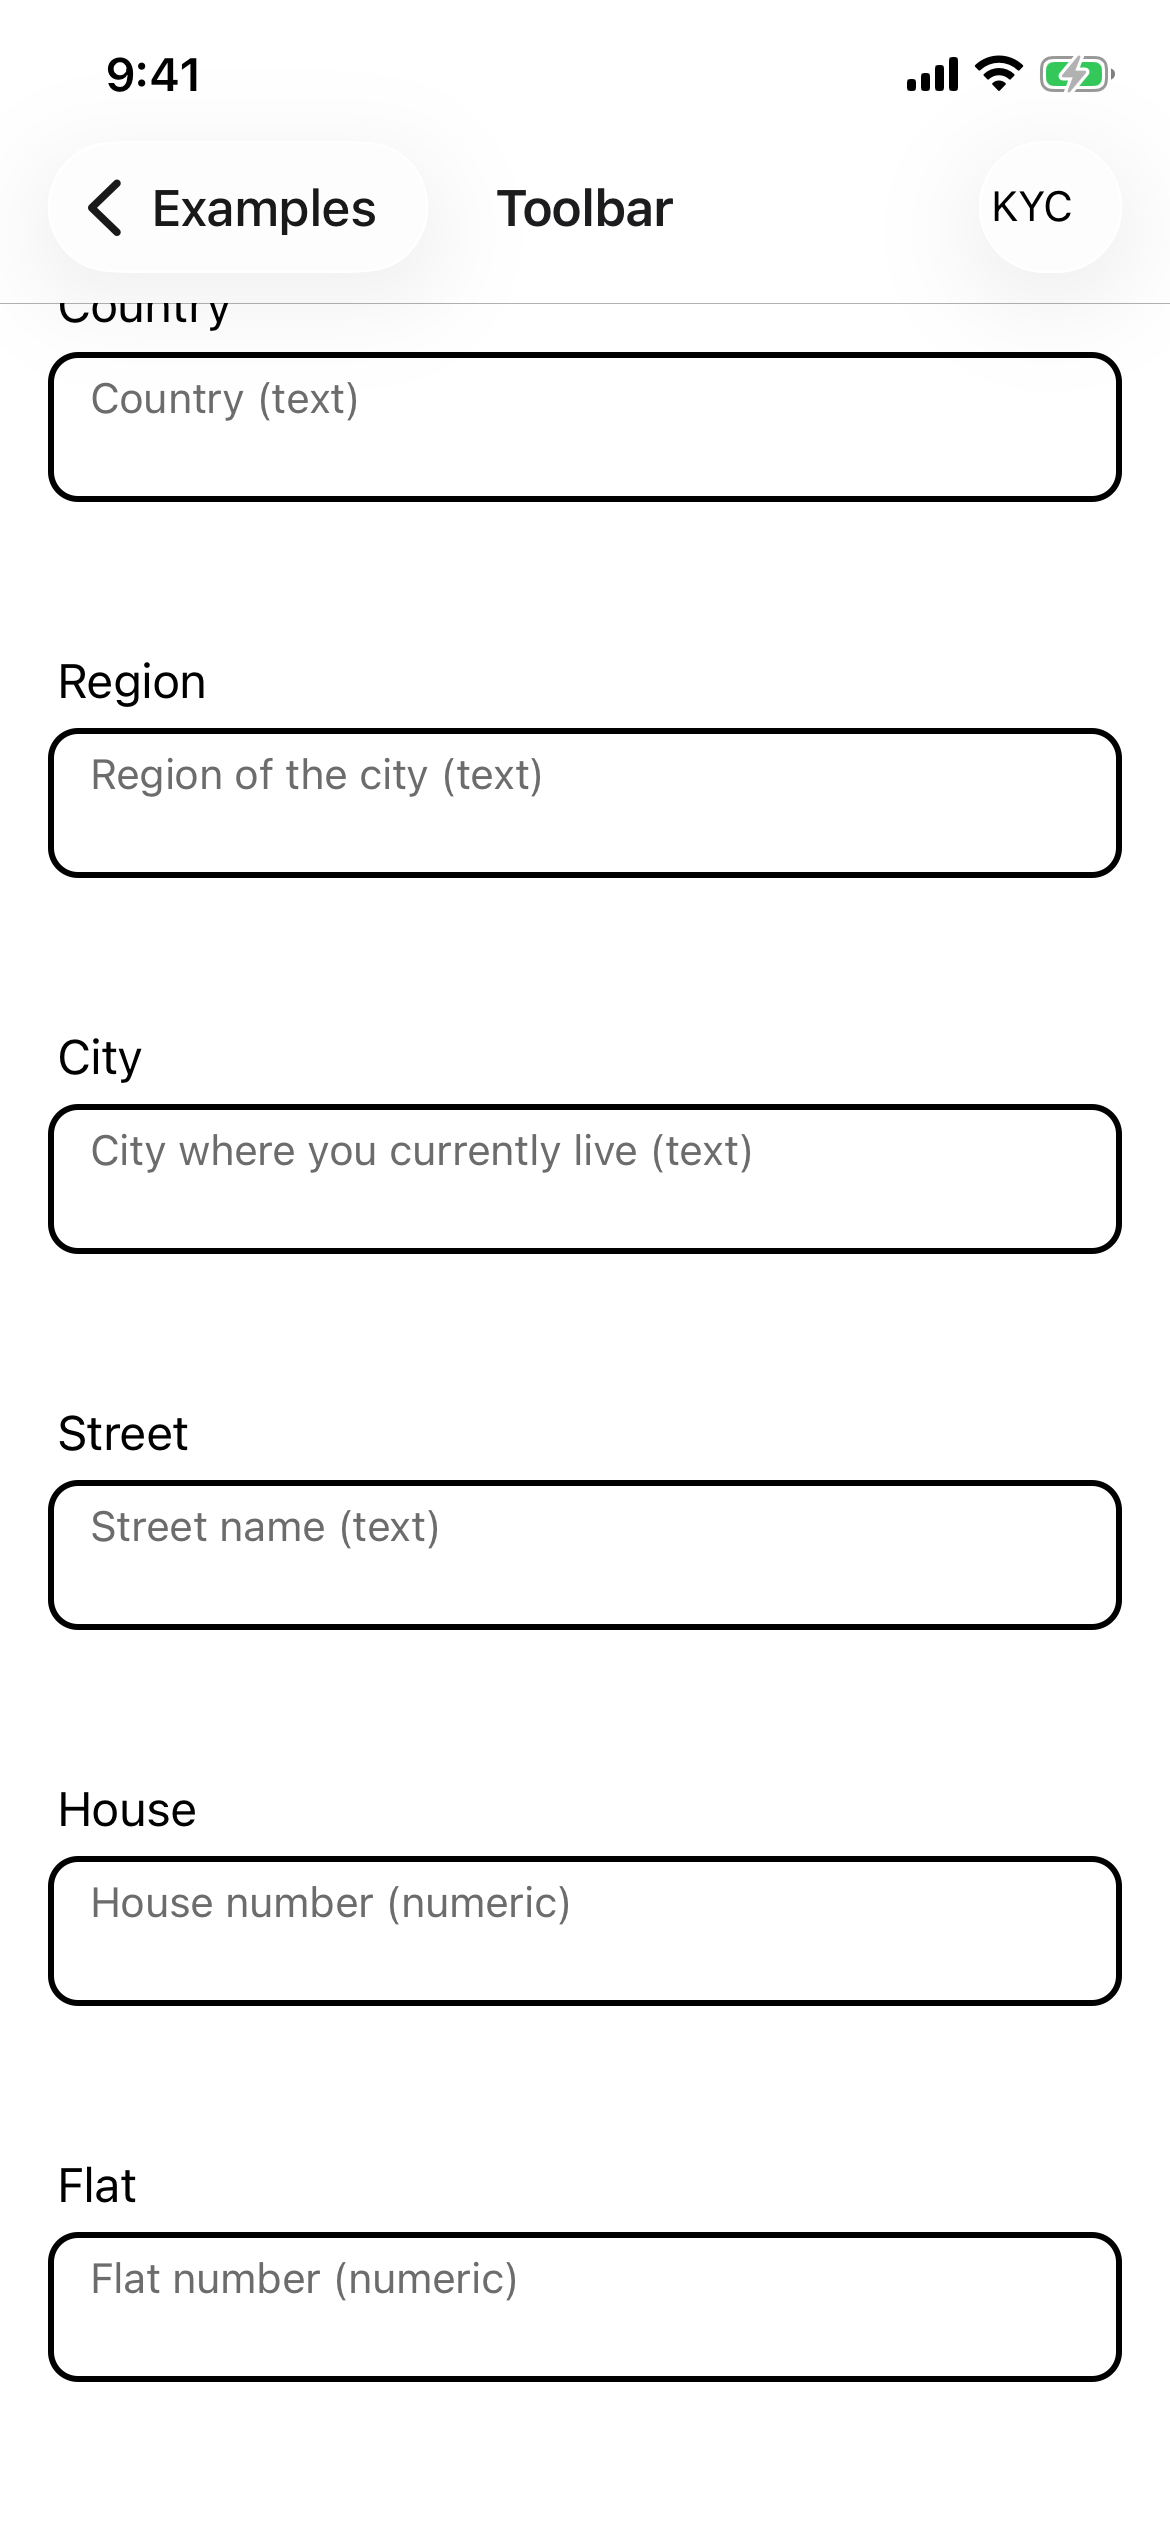 9:41
Examples
Toolbar
KYC
Country
Country (text)
Region
Region of the city (text)
City
City where you currently live (text)
Street
Street name (text)
House
House number (numeric)
Flat
Flat number (numeric)